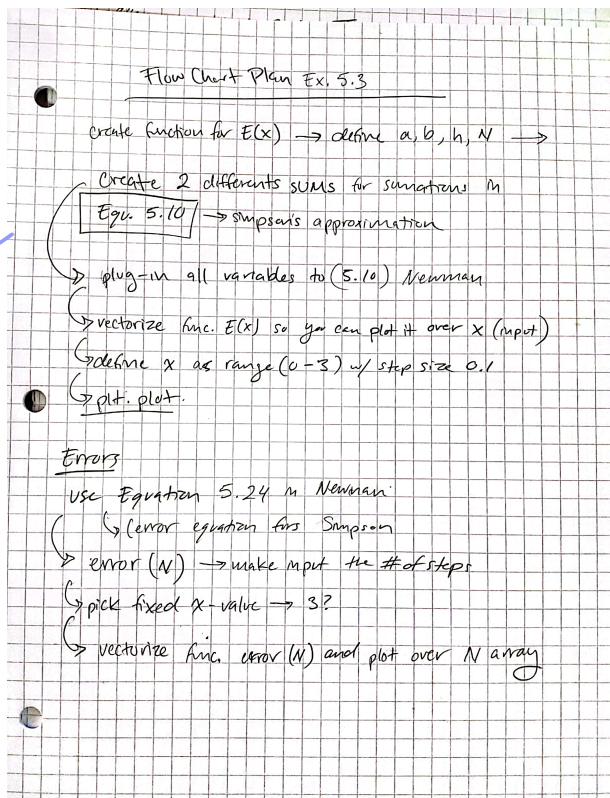 Flow Chart Plan Ex. 5.3
create function for E(x) → define a, b, h, N →
Create 2 differents sums for sumations in
Equ. 5.10 → simpson's approximation
plug-in all variables to (5.10) Newman
vectorize func. E(x) so you can plot it over x (input)
define x as range (0-3) w/ step size 0.1
plt. plot.
Errors
use Equation 5.24 in Newman
(error equation for Simpson
error (N) → make input the # of steps
pick fixed x-value → 3?
vectorize func. error (N) and plot over N array